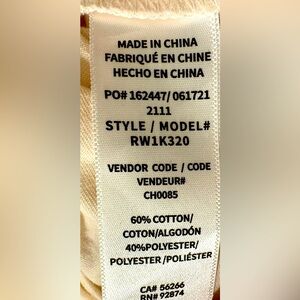 MADE IN CHINA
FABRIQUÉ EN CHINE
HECHO EN CHINA
PO# 162447/ 061721
2111
STYLE / MODEL#
RW1K320
VENDOR CODE / CODE
VENDEUR#
CH0085
60% COTTON/
COTON/ALGODÓN
40%POLYESTER/
POLYESTER /POLIÉSTER
CA# 56266
RN# 92874